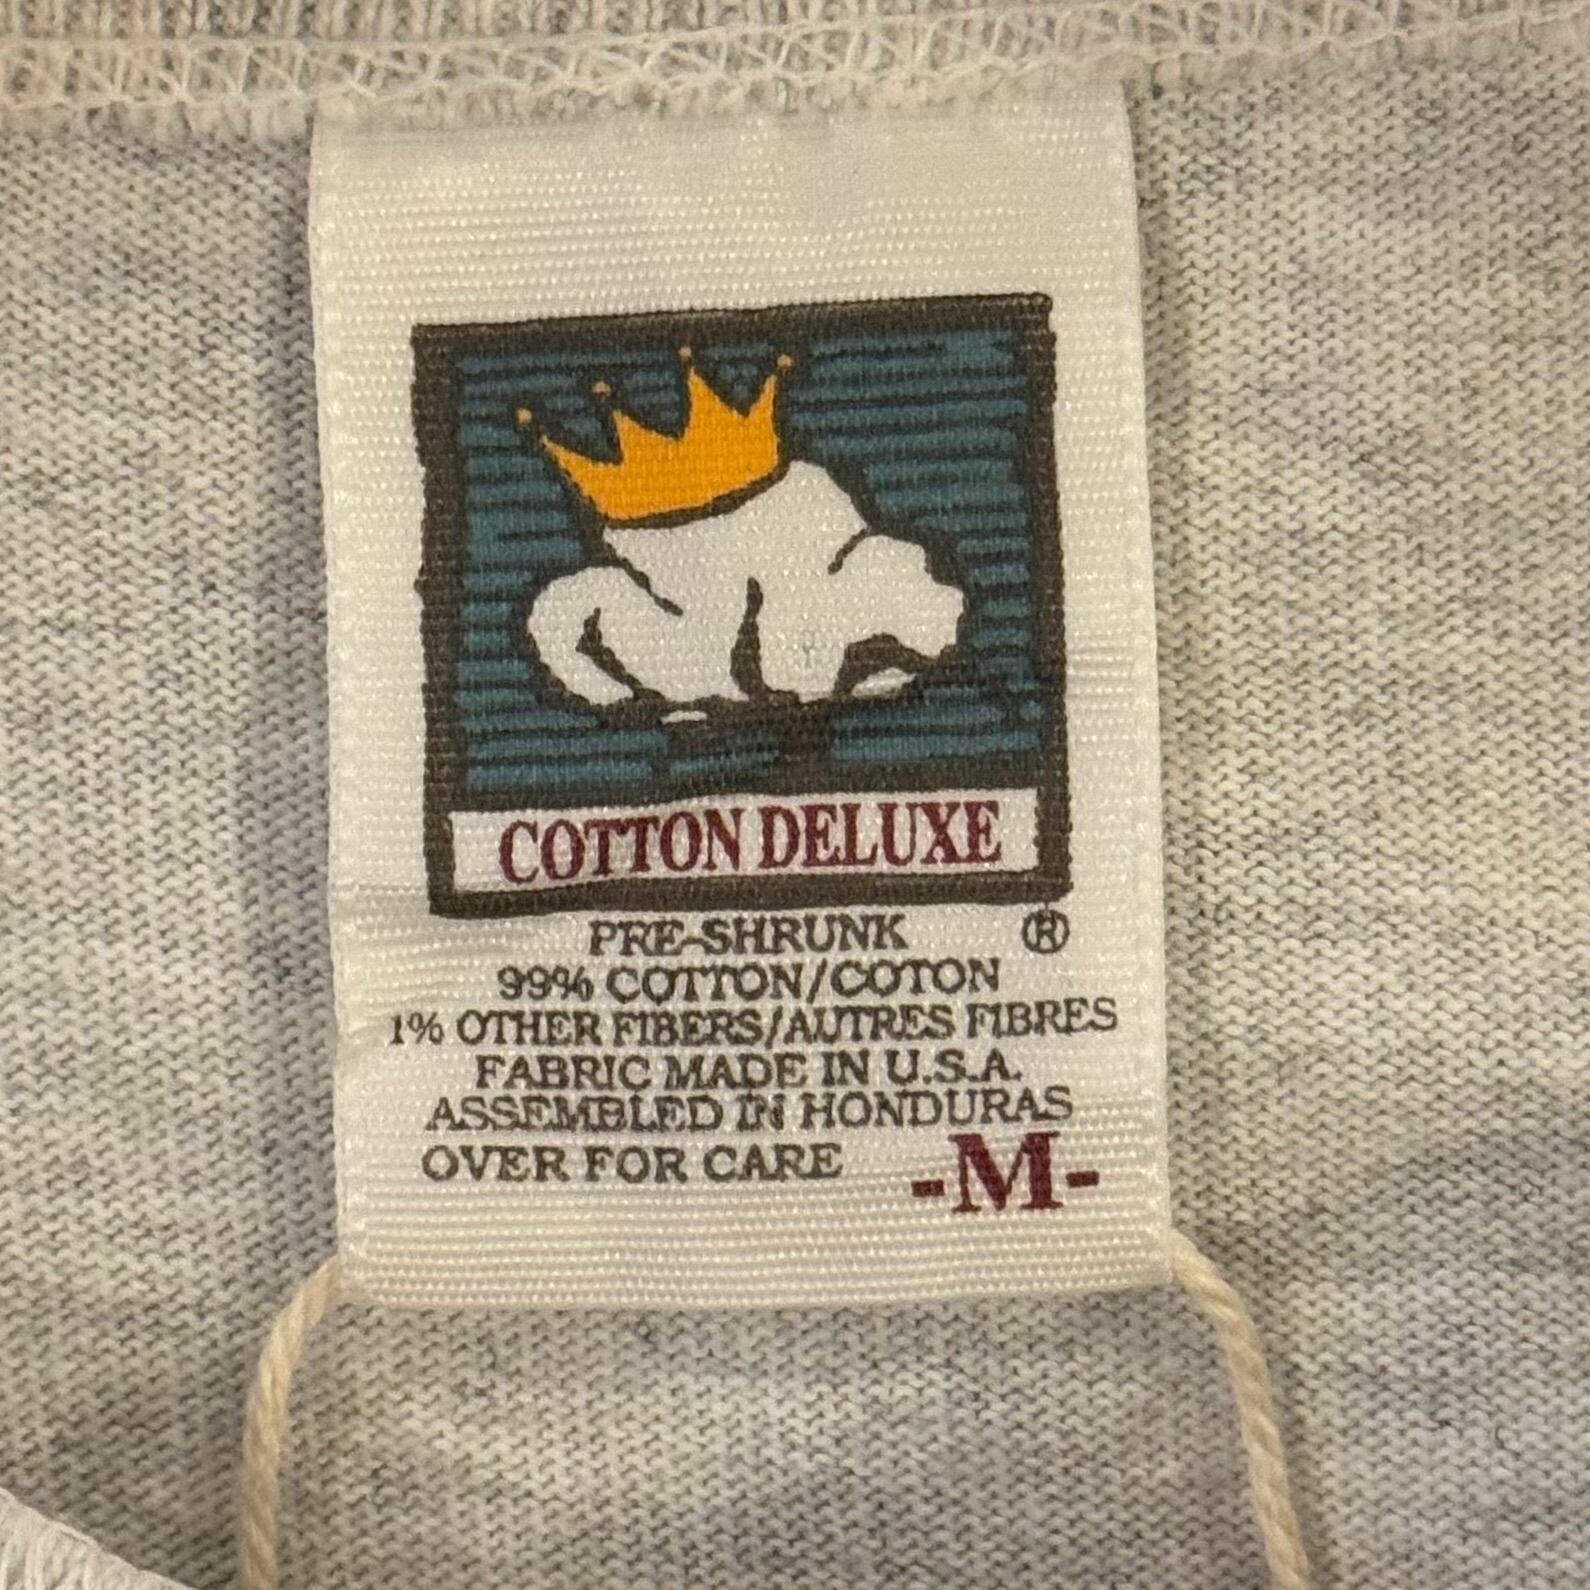 COTTON DELUXE
PRE-SHRUNK ®
99% COTTON/COTON
1% OTHER FIBERS/AUTRES FIBRES
FABRIC MADE IN U.S.A.
ASSEMBLED IN HONDURAS
OVER FOR CARE -M-